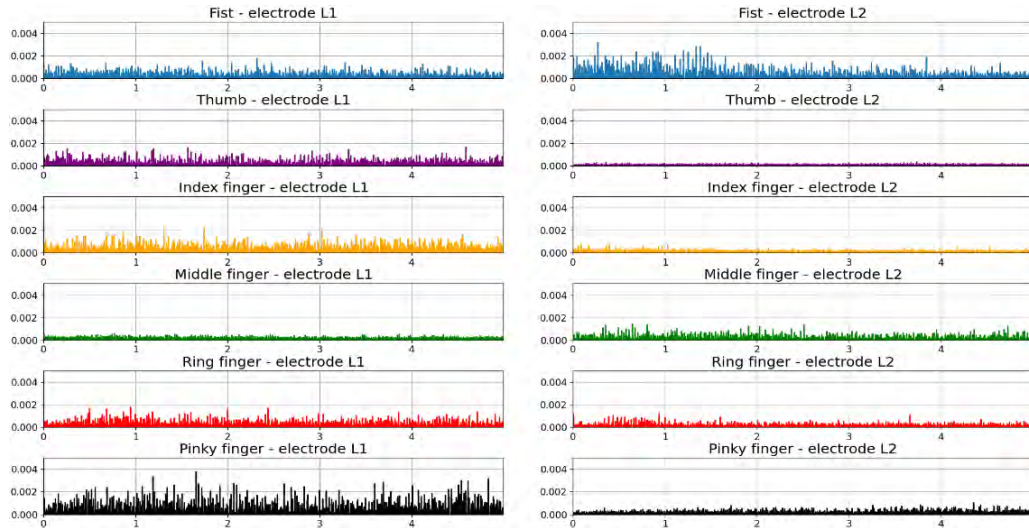 Fist - electrode L1
0.004
0.002
0.000
0 1 2 3 4
Thumb - electrode L1
0.004
0.002
0.000
0 1 2 3 4
Index finger - electrode L1
0.004
0.002
0.000
0 1 2 3 4
Middle finger - electrode L1
0.004
0.002
0.000
0 1 2 3 4
Ring finger - electrode L1
0.004
0.002
0.000
0 1 2 3 4
Pinky finger - electrode L1
0.004
0.002
0.000
0 1 2 3 4
Fist - electrode L2
0.004
0.002
0.000
0 1 2 3 4
Thumb - electrode L2
0.004
0.002
0.000
0 1 2 3 4
Index finger - electrode L2
0.004
0.002
0.000
0 1 2 3 4
Middle finger - electrode L2
0.004
0.002
0.000
0 1 2 3 4
Ring finger - electrode L2
0.004
0.002
0.000
0 1 2 3 4
Pinky finger - electrode L2
0.004
0.002
0.000
0 1 2 3 4